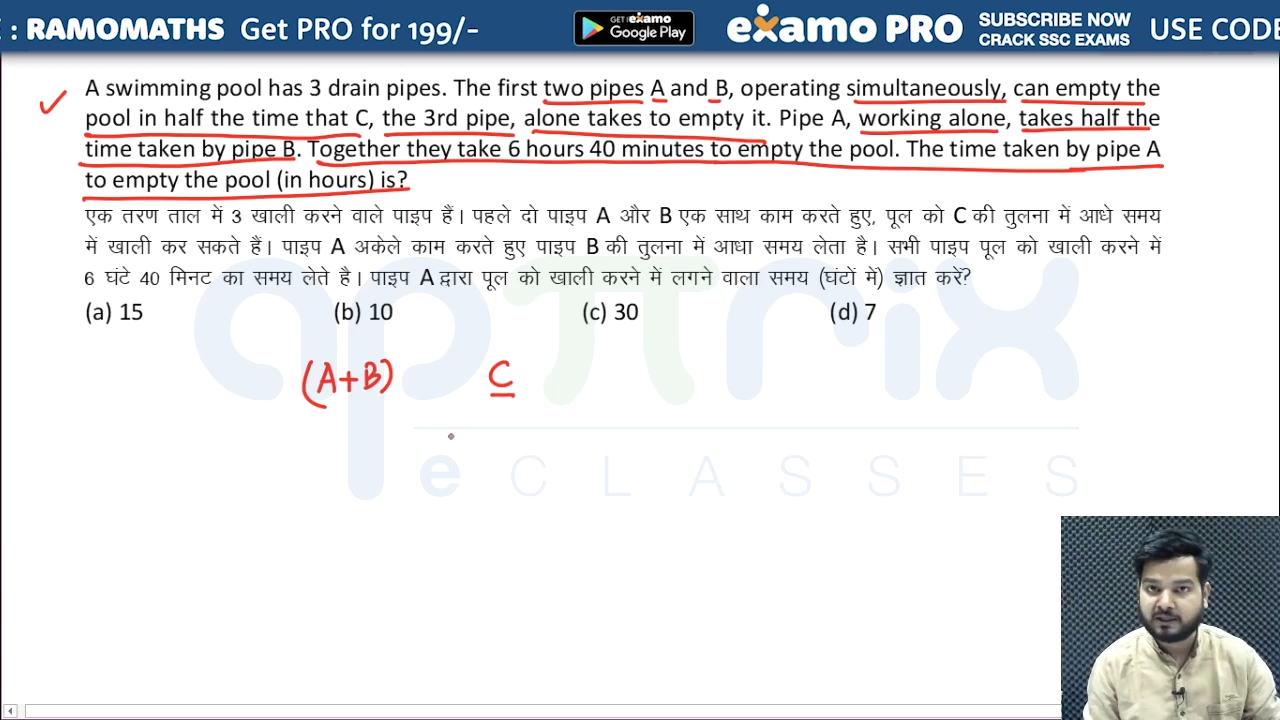 : RAMOMATHS Get PRO for 199/- GET IT examo Google Play examo PRO SUBSCRIBE NOW CRACK SSC EXAMS USE CODE
A swimming pool has 3 drain pipes. The first two pipes A and B, operating simultaneously, can empty the
pool in half the time that C, the 3rd pipe, alone takes to empty it. Pipe A, working alone, takes half the
time taken by pipe B. Together they take 6 hours 40 minutes to empty the pool. The time taken by pipe A
to empty the pool (in hours) is?
एक तरण ताल में 3 खाली करने वाले पाइप हैं। पहले दो पाइप A और B एक साथ काम करते हुए, पूल को C की तुलना में आधे समय
में खाली कर सकते हैं। पाइप A अकेले काम करते हुए पाइप B की तुलना में आधा समय लेता है। सभी पाइप पूल को खाली करने में
6 घंटे 40 मिनट का समय लेते है। पाइप A द्वारा पूल को खाली करने में लगने वाला समय (घंटों में) ज्ञात करें?
(a) 15 (b) 10 (c) 30 (d) 7
(A+B) C
apπrix
e CLASSES